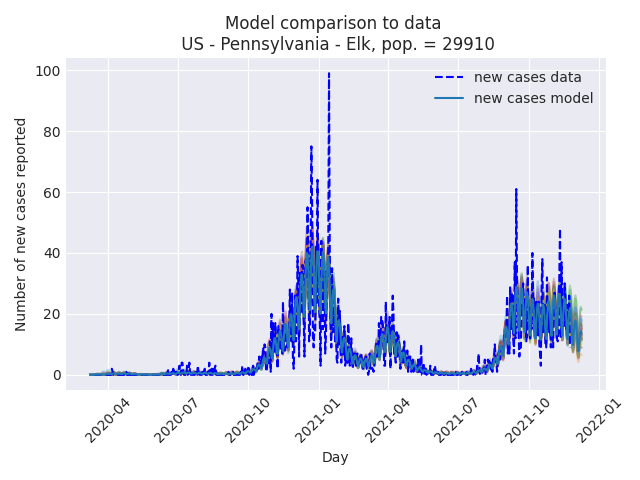 Model comparison to data
US - Pennsylvania - Elk, pop. = 29910
new cases data
new cases model
Number of new cases reported
100
80
60
40
20
0
2020-04
2020-07
2020-10
2021-01
2021-04
2021-07
2021-10
2022-01
Day